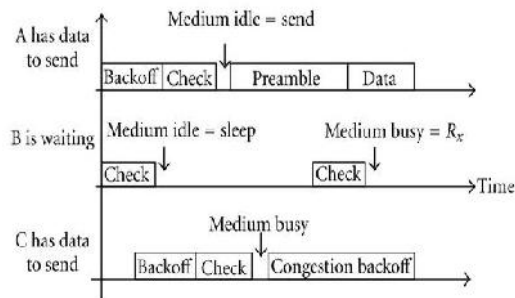 Medium idle = send
A has data
to send
Backoff Check Preamble Data
B is waiting
Medium idle = sleep
Medium busy = Rx
Check Check
Time
Medium busy
C has data
to send
Backoff Check Congestion backoff